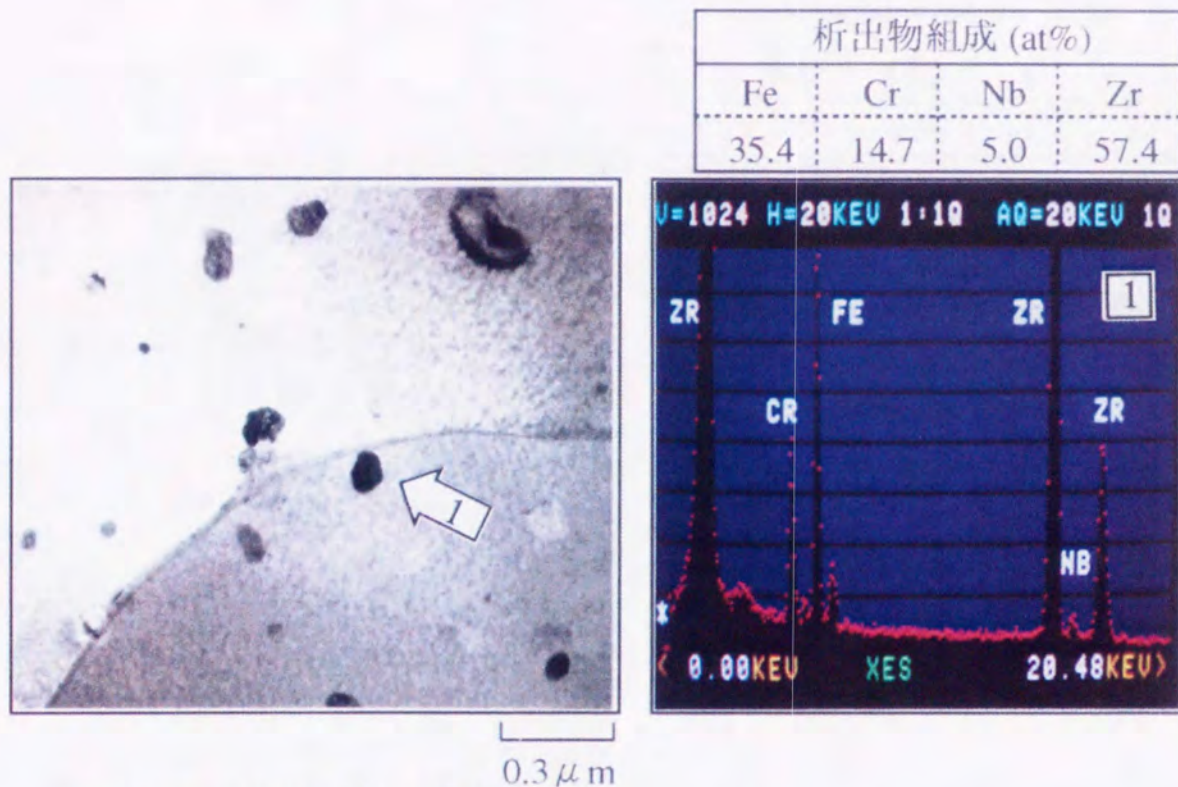 析出物組成 (at%)
Fe Cr Nb Zr
35.4 14.7 5.0 57.4
V=1024 H=20KEV 1:1Q AQ=20KEV 1Q
1
ZR FE ZR
CR ZR
NB
1
< 0.00KEV XES 20.48KEV>
0.3 μm